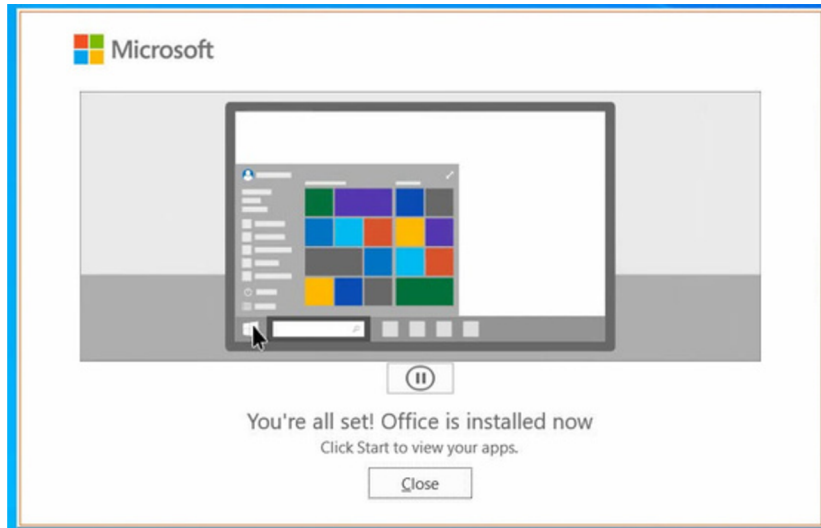 Microsoft
You're all set! Office is installed now
Click Start to view your apps.
Close